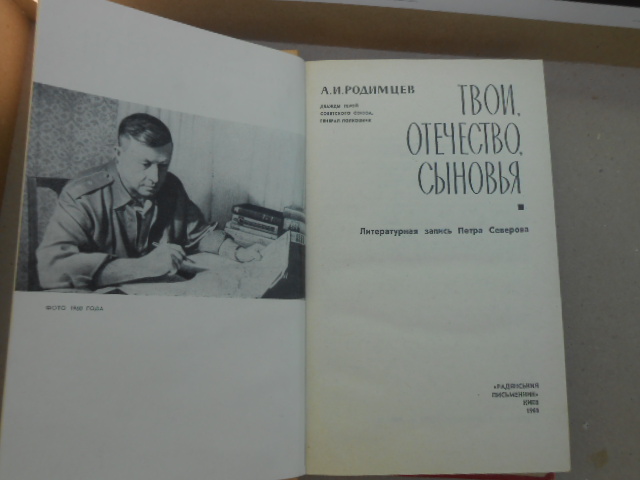 ФОТО 1960 ГОДА
А.И.РОДИМЦЕВ
ДВАЖДЫ ГЕРОЙ
СОВЕТСКОГО СОЮЗА,
ГЕНЕРАЛ-ПОЛКОВНИК
ТВОИ,
ОТЕЧЕСТВО,
СЫНОВЬЯ
Литературная запись Петра Северова
«РАДЯНСЬКИЙ
ПИСЬМЕННИК»
КИЕВ